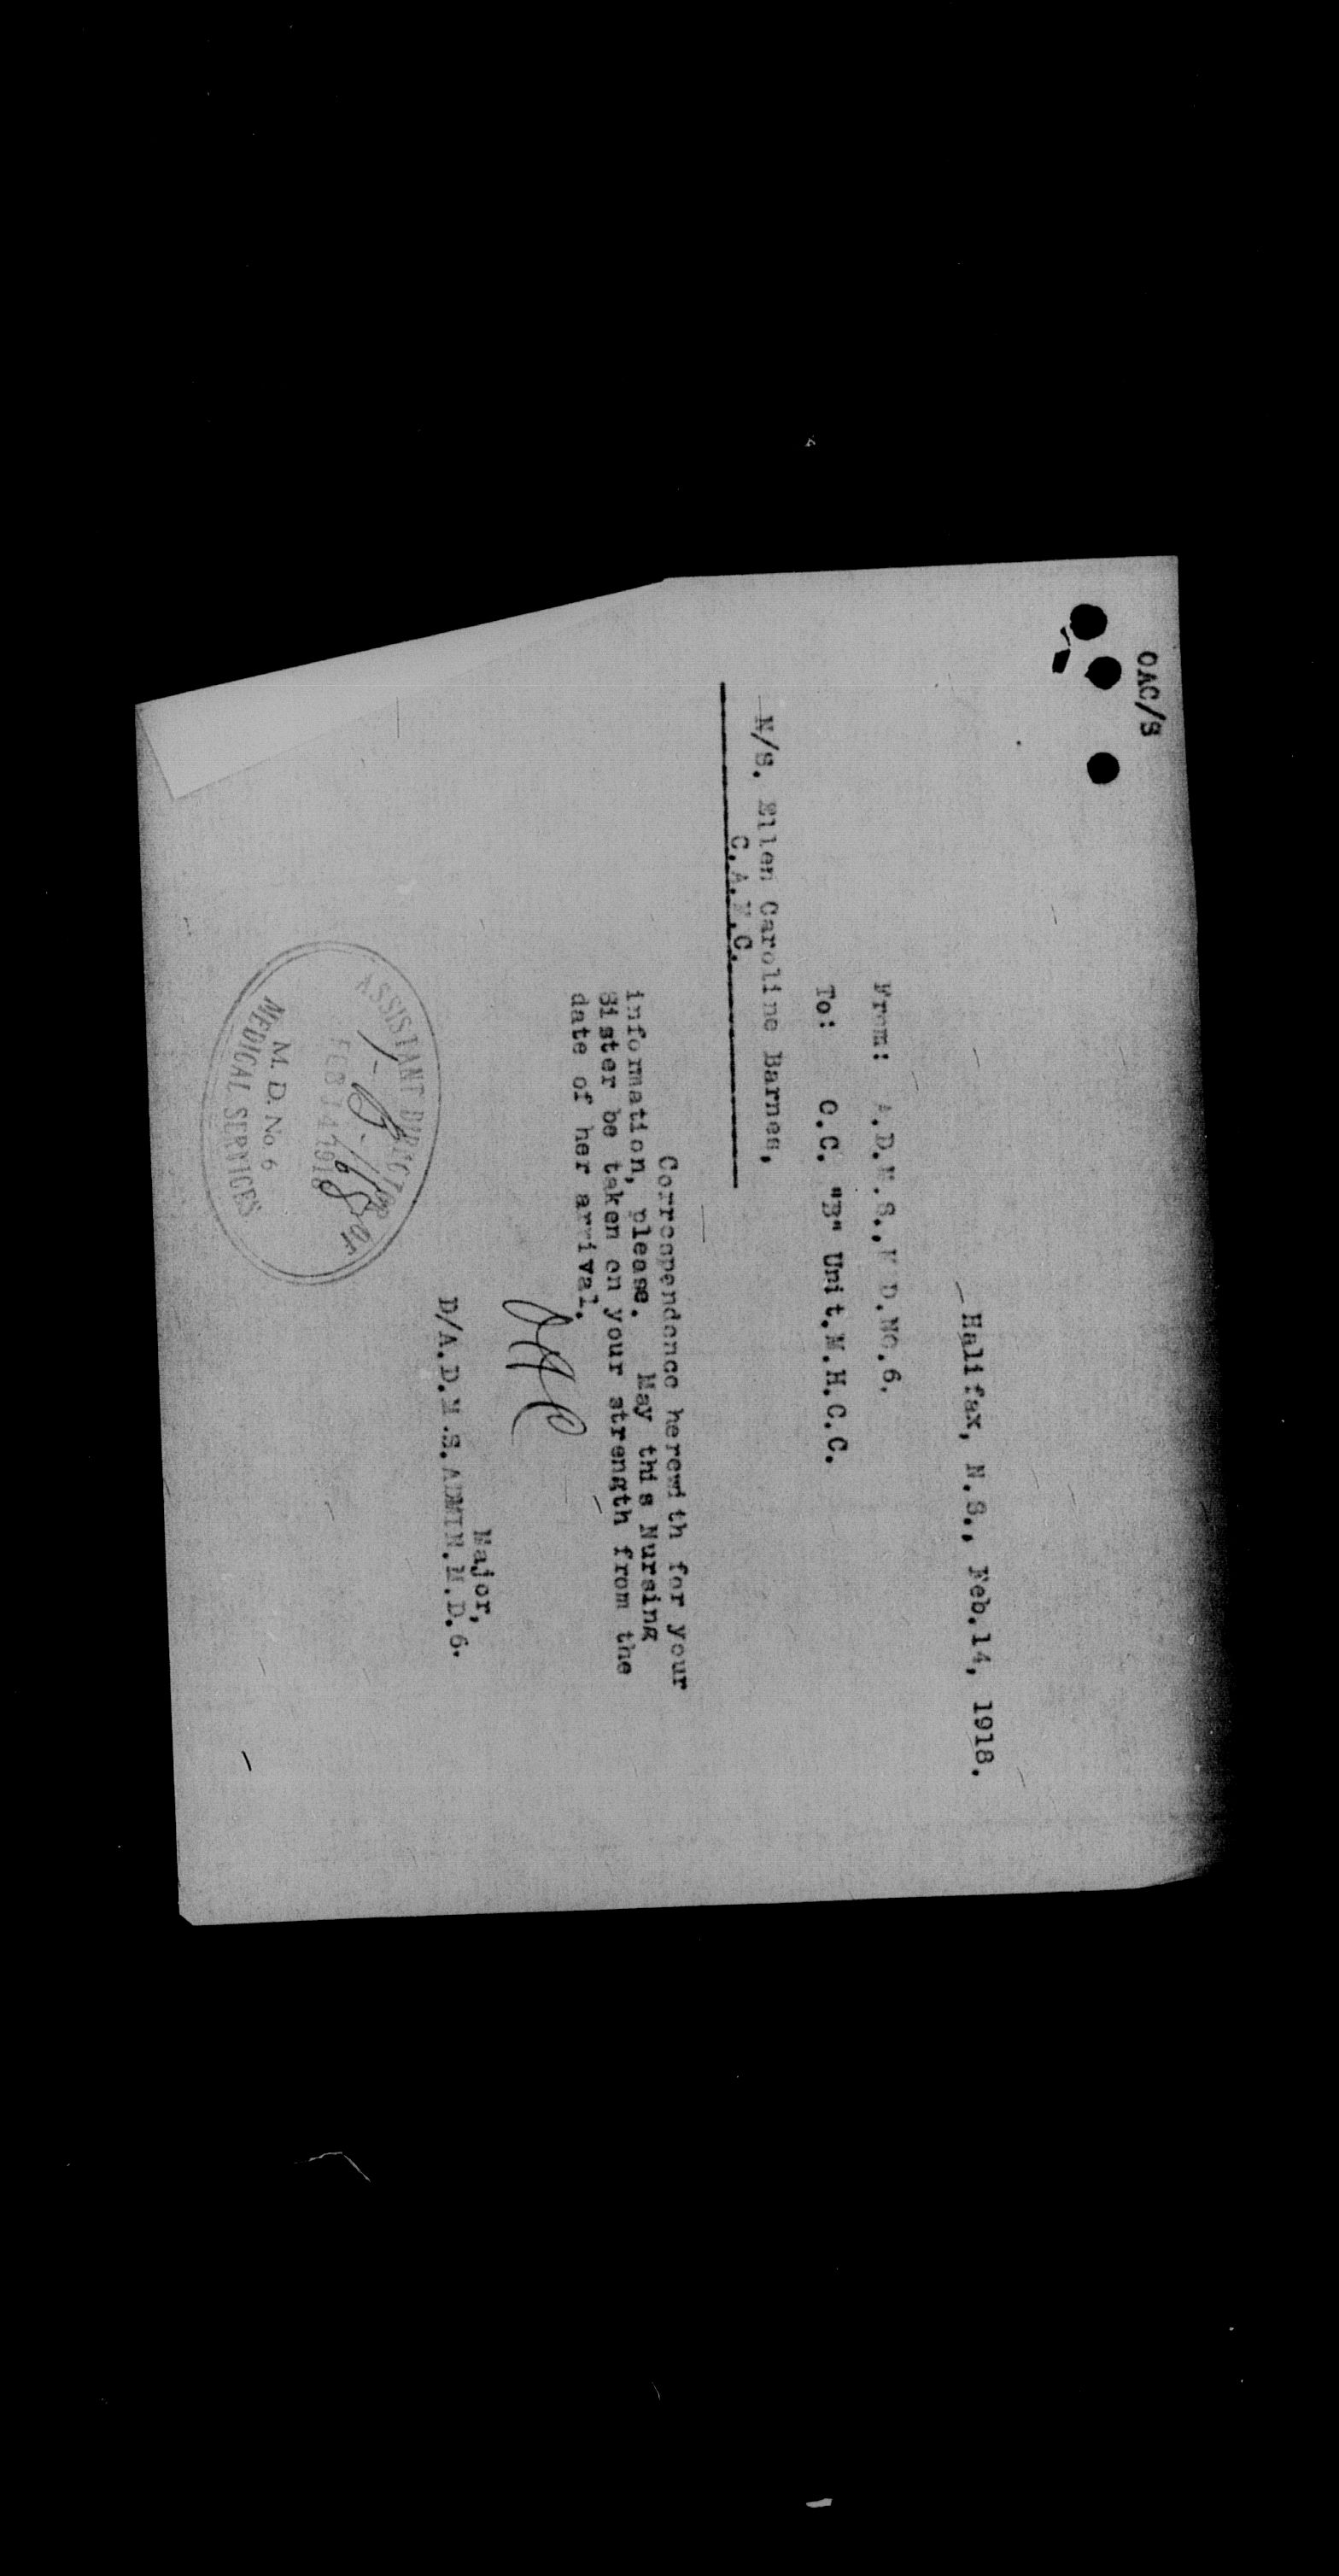 OAC/S
Halifax, N.S., Feb.14, 1918.
From: A.D.M.S., M D.NO.6.
To: O.C. "B" Unit.M.H.C.C.
N/S. Ellen Caroline Barnes,
C.A.M.C.
Correspondence herewith for your
information, please. May this Nursing
Sister be taken on your strength from the
date of her arrival.
OAC
Major,
D/A.D.M.S.ADMIN.M.D.6.
ASSISTANT DIRECTOR
FEB 14 1918
M. D. No. 6
MEDICAL SERVICES